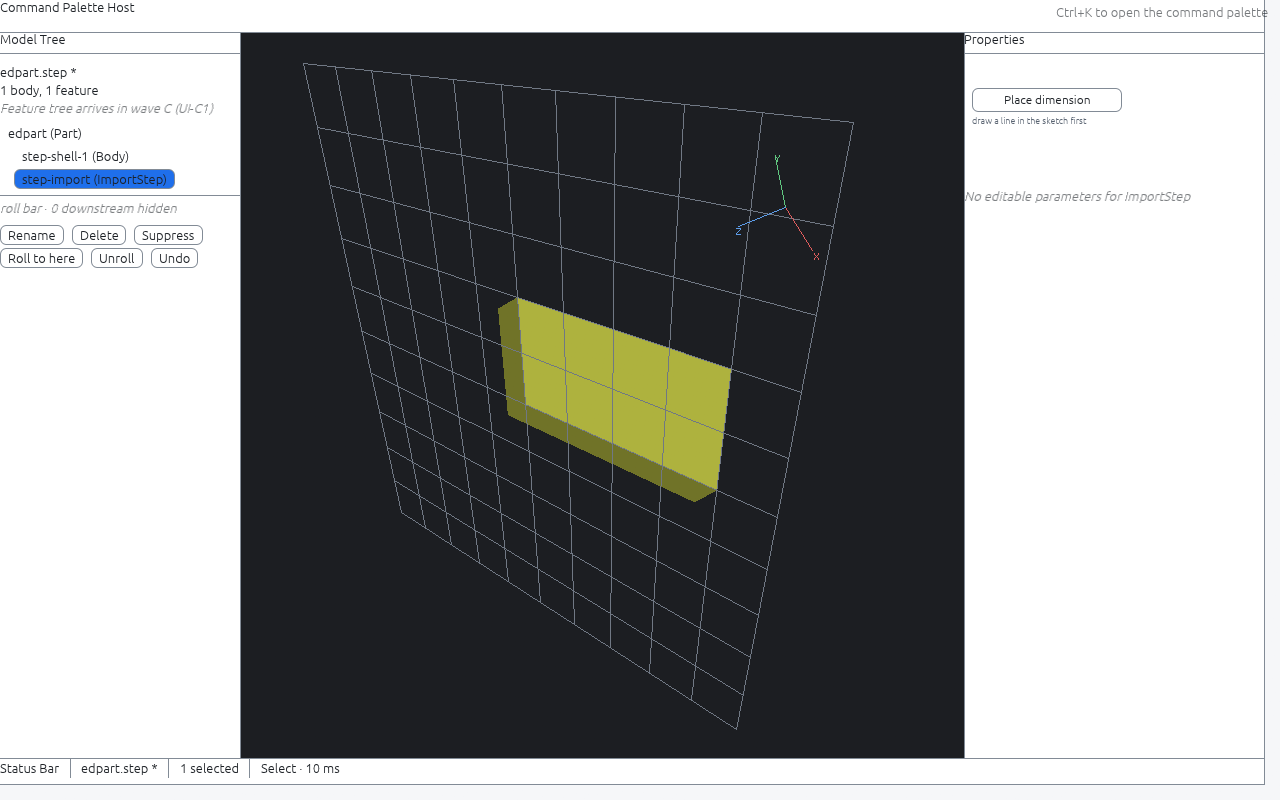 Command Palette Host
Ctrl+K to open the command palette
Model Tree
Properties
edpart.step *
1 body, 1 feature
Feature tree arrives in wave C (UI-C1)
edpart (Part)
step-shell-1 (Body)
step-import (ImportStep)
roll bar · 0 downstream hidden
Rename Delete Suppress
Roll to here Unroll Undo
Y
Z
X
Place dimension
draw a line in the sketch first
No editable parameters for ImportStep
Status Bar edpart.step * 1 selected Select · 10 ms